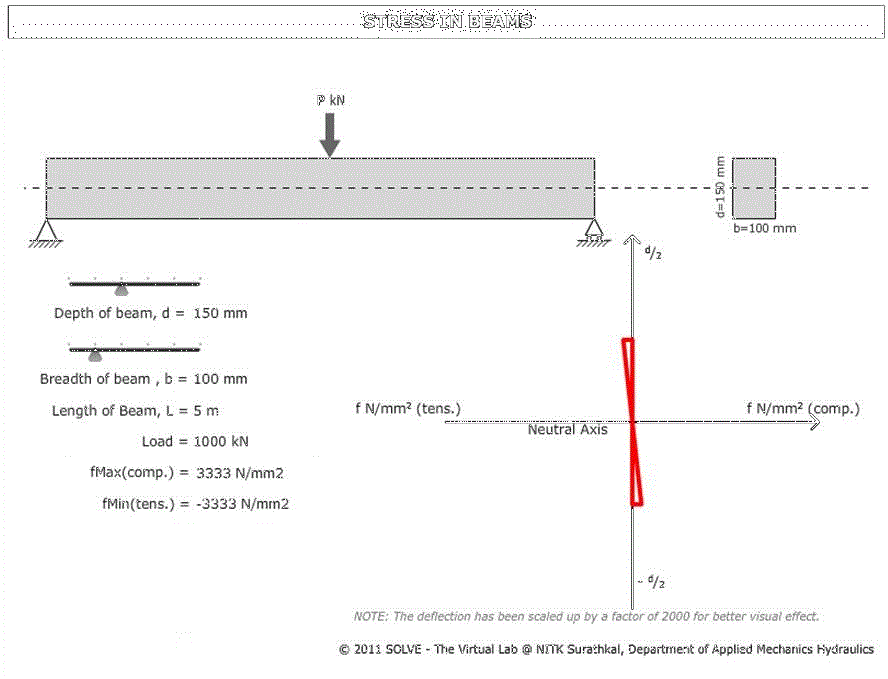 STRESS IN BEAMS
P kN
d=150 mm
b=100 mm
d/2
Depth of beam, d = 150 mm
Breadth of beam , b = 100 mm
Length of Beam, L = 5 m
Load = 1000 kN
fMax(comp.) = 3333 N/mm2
fMin(tens.) = -3333 N/mm2
f N/mm² (tens.)
f N/mm² (comp.)
Neutral Axis
- d/2
NOTE: The deflection has been scaled up by a factor of 2000 for better visual effect.
© 2011 SOLVE - The Virtual Lab @ NITK Surathkal, Department of Applied Mechanics Hydraulics